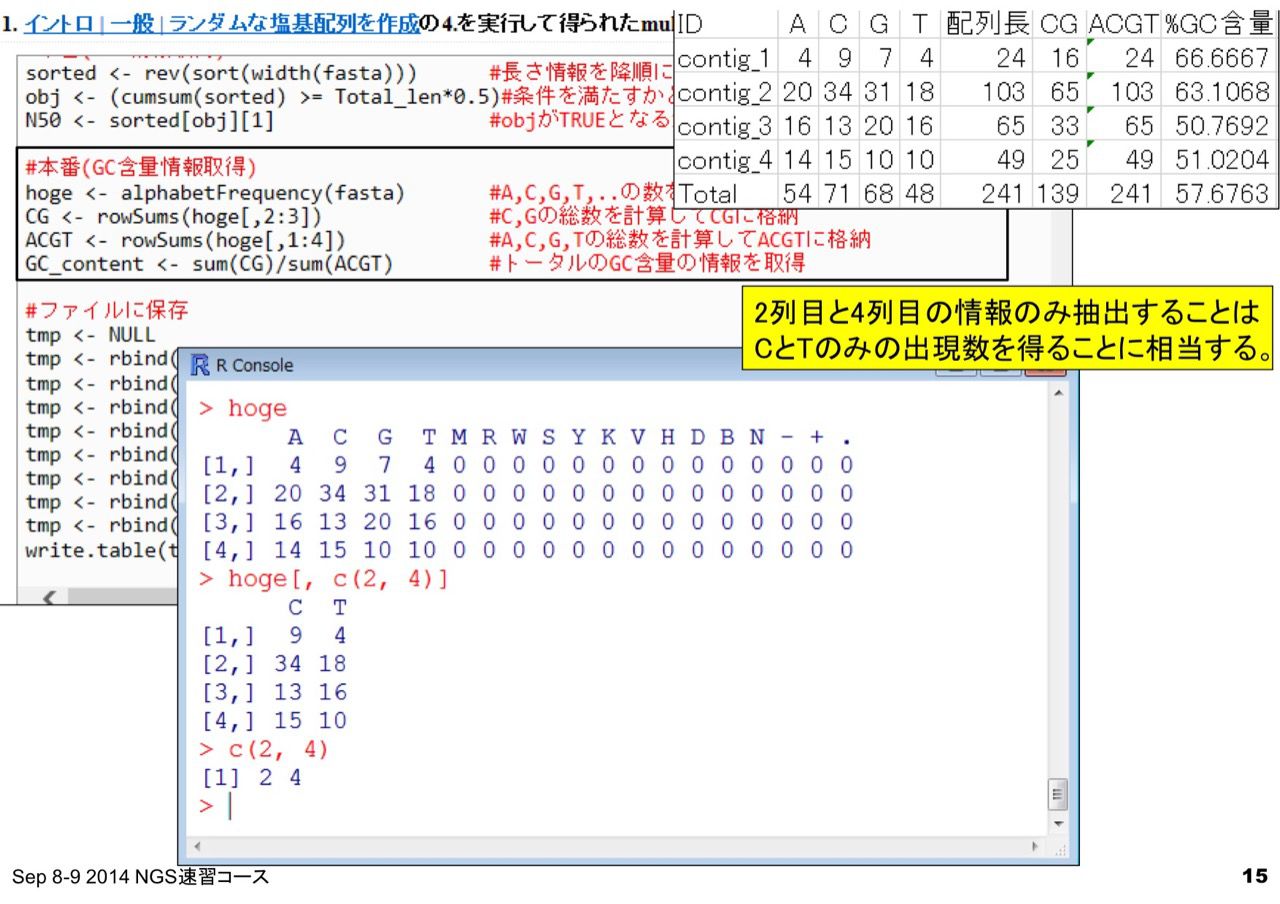 1. イントロ | 一般 | ランダムな塩基配列を作成の4.を実行して得られたmul
sorted <- rev(sort(width(fasta))) #長さ情報を降順に
obj <- (cumsum(sorted) >= Total_len*0.5)#条件を満たすか
N50 <- sorted[obj][1] #objがTRUEとなる
#本番(GC含量情報取得)
hoge <- alphabetFrequency(fasta) #A,C,G,T,..の数を
CG <- rowSums(hoge[,2:3]) #C,Gの総数を計算してCGに格納
ACGT <- rowSums(hoge[,1:4]) #A,C,G,Tの総数を計算してACGTに格納
GC_content <- sum(CG)/sum(ACGT) #トータルのGC含量の情報を取得
#ファイルに保存
tmp <- NULL
tmp <- rbind(
tmp <- rbind(
tmp <- rbind(
tmp <- rbind(
tmp <- rbind(
tmp <- rbind(
tmp <- rbind(
tmp <- rbind(
write.table(t
ID A C G T 配列長 CG ACGT %GC含量
contig_1 4 9 7 4 24 16 24 66.6667
contig_2 20 34 31 18 103 65 103 63.1068
contig_3 16 13 20 16 65 33 65 50.7692
contig_4 14 15 10 10 49 25 49 51.0204
Total 54 71 68 48 241 139 241 57.6763
2列目と4列目の情報のみ抽出することは
CとTのみの出現数を得ることに相当する。
R Console
> hoge
A C G T M R W S Y K V H D B N - + .
[1,] 4 9 7 4 0 0 0 0 0 0 0 0 0 0 0 0 0 0
[2,] 20 34 31 18 0 0 0 0 0 0 0 0 0 0 0 0 0 0
[3,] 16 13 20 16 0 0 0 0 0 0 0 0 0 0 0 0 0 0
[4,] 14 15 10 10 0 0 0 0 0 0 0 0 0 0 0 0 0 0
> hoge[, c(2, 4)]
C T
[1,] 9 4
[2,] 34 18
[3,] 13 16
[4,] 15 10
> c(2, 4)
[1] 2 4
>
Sep 8-9 2014 NGS速習コース
15